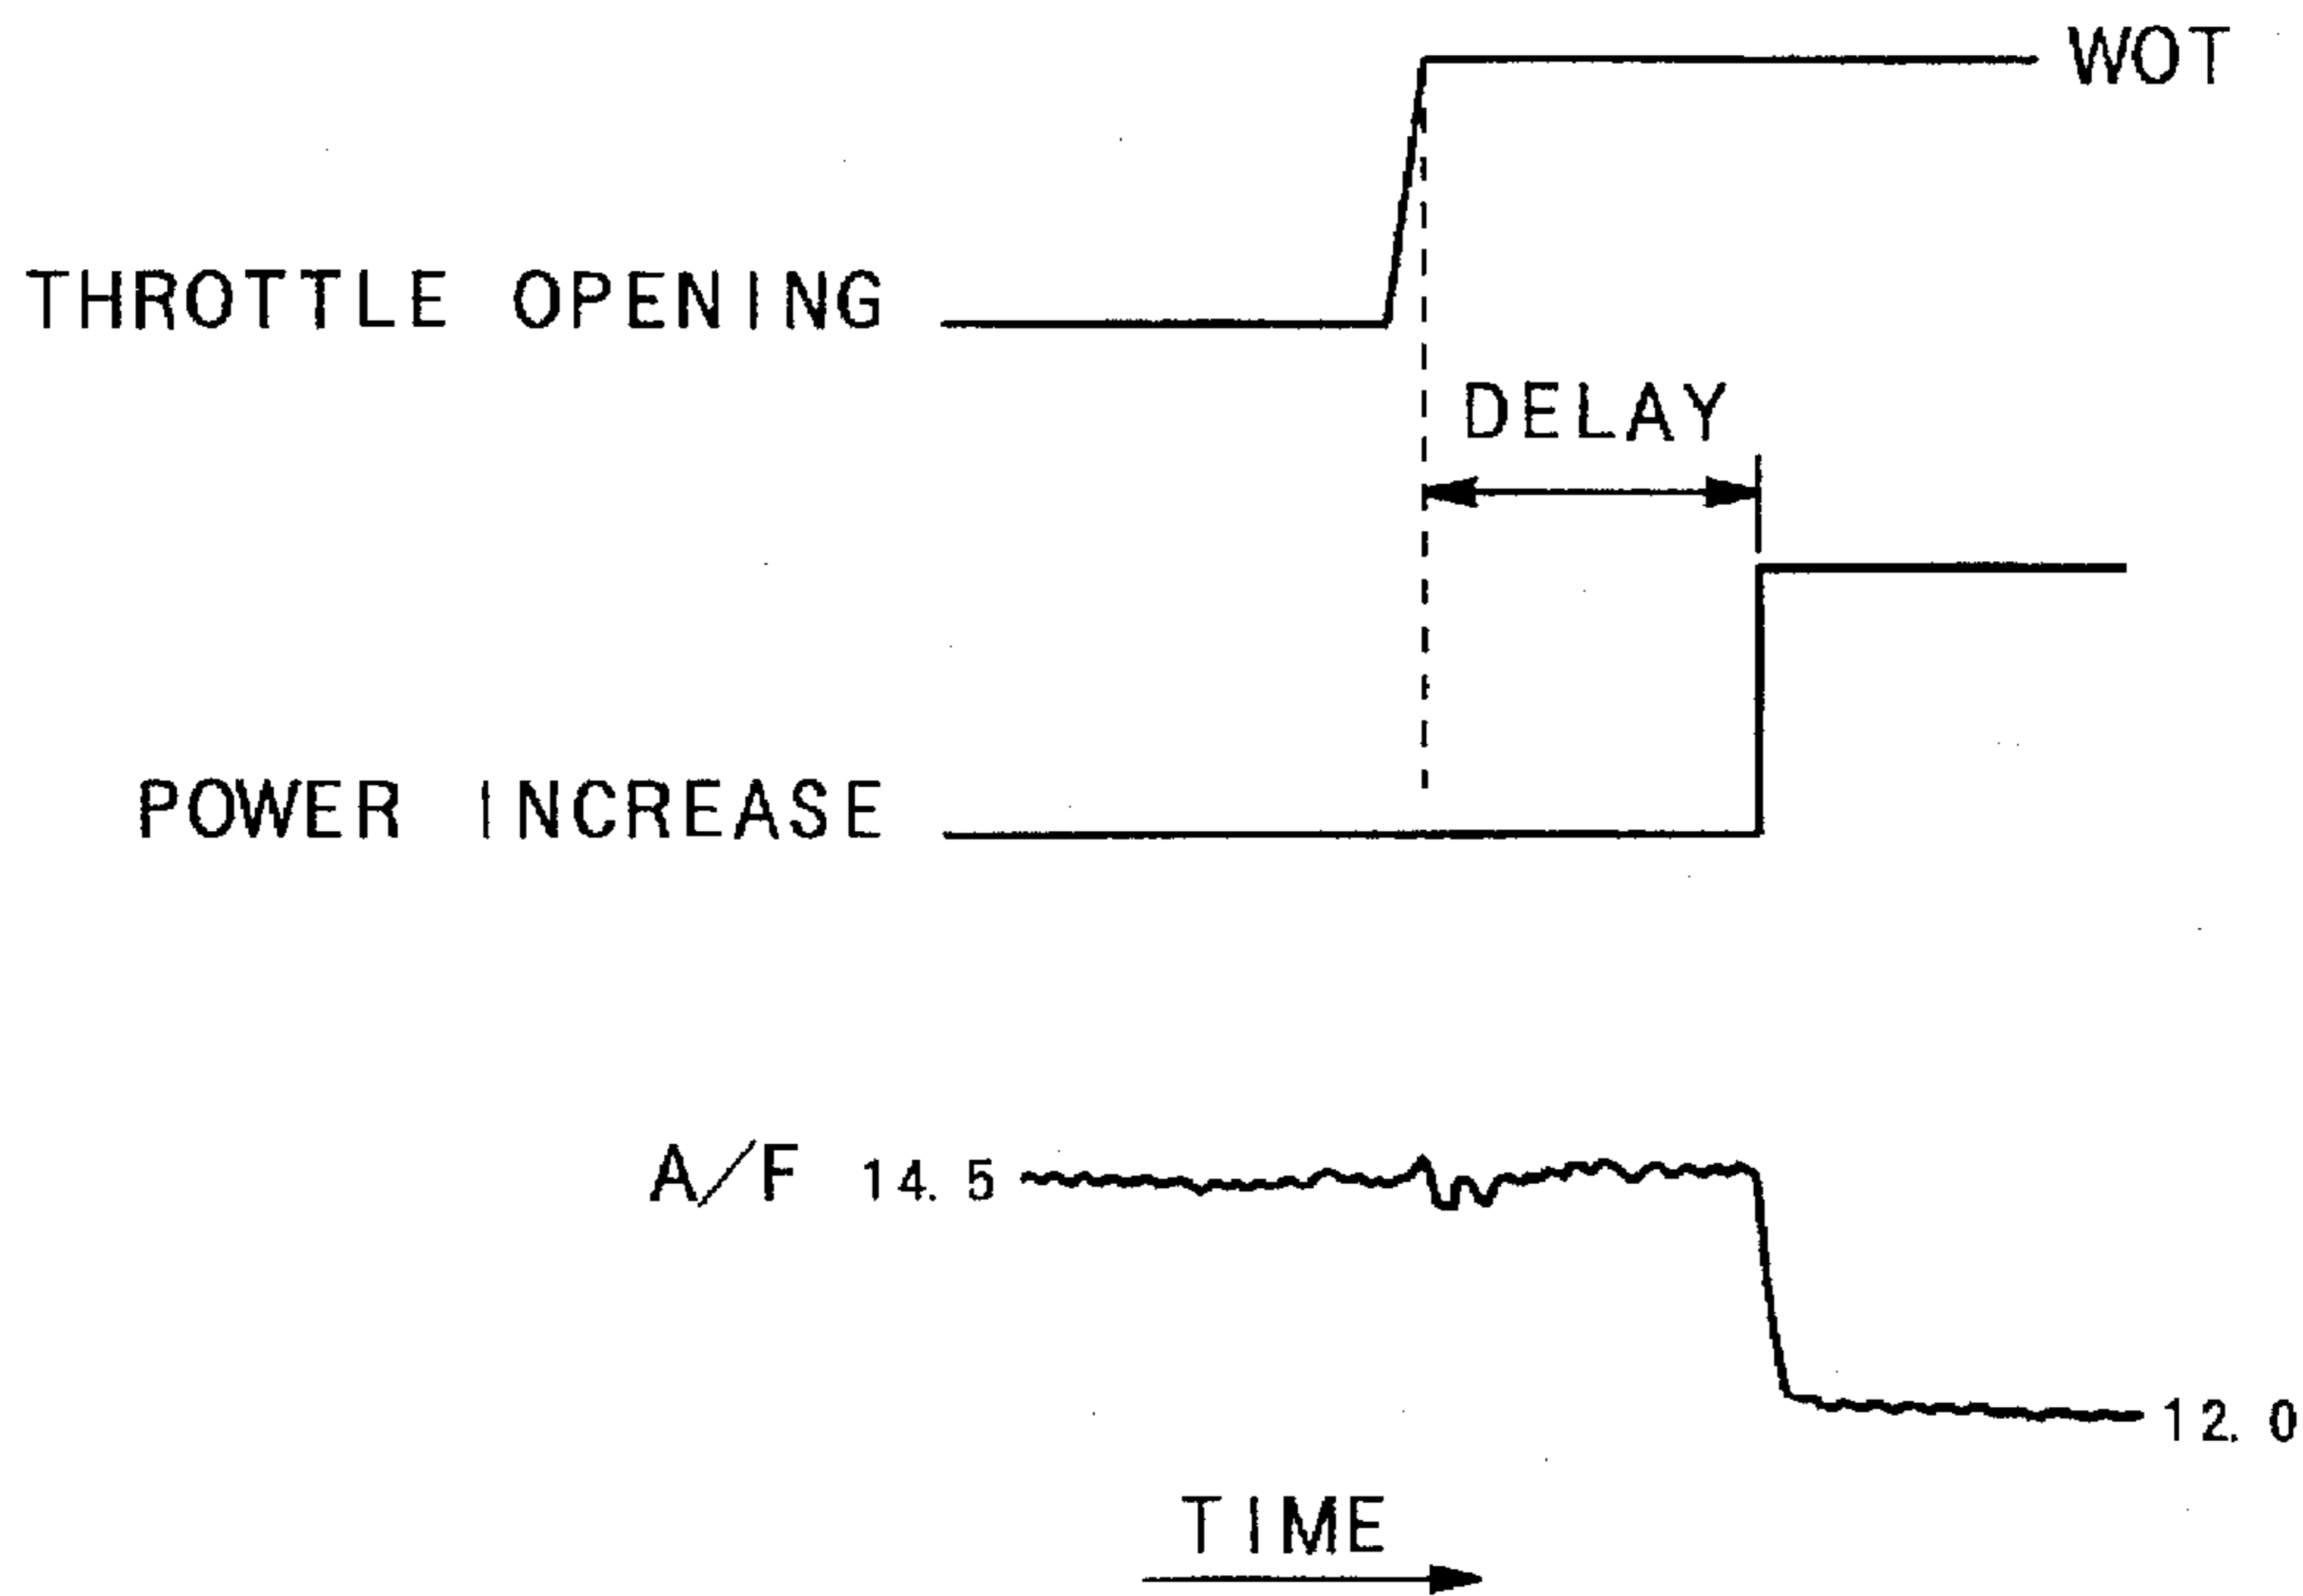 WOT
THROTTLE OPENING
DELAY
POWER INCREASE
A/F 14.5
12.0
TIME